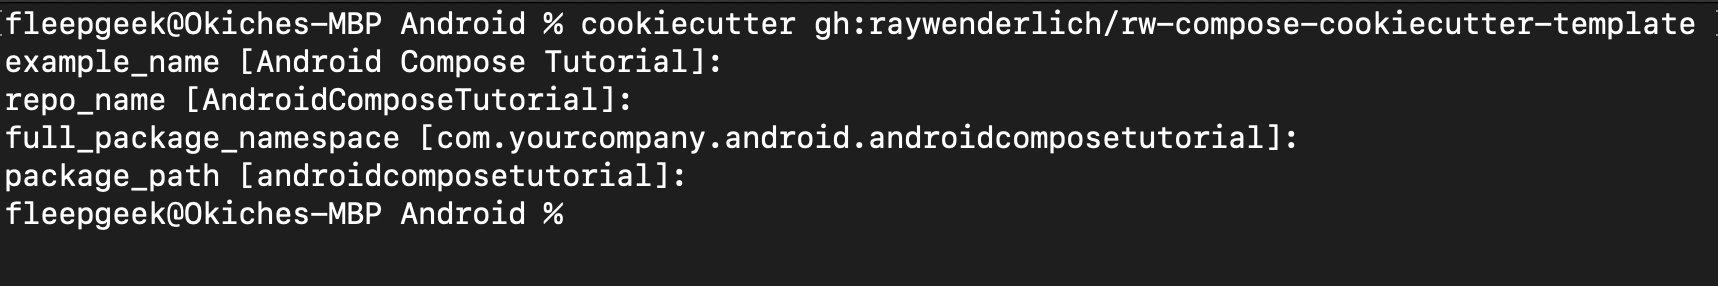 fleepgeek@Okiches-MBP Android % cookiecutter gh:raywenderlich/rw-compose-cookiecutter-template
example_name [Android Compose Tutorial]:
repo_name [AndroidComposeTutorial]:
full_package_namespace [com.yourcompany.android.androidcomposetutorial]:
package_path [androidcomposetutorial]:
fleepgeek@Okiches-MBP Android %